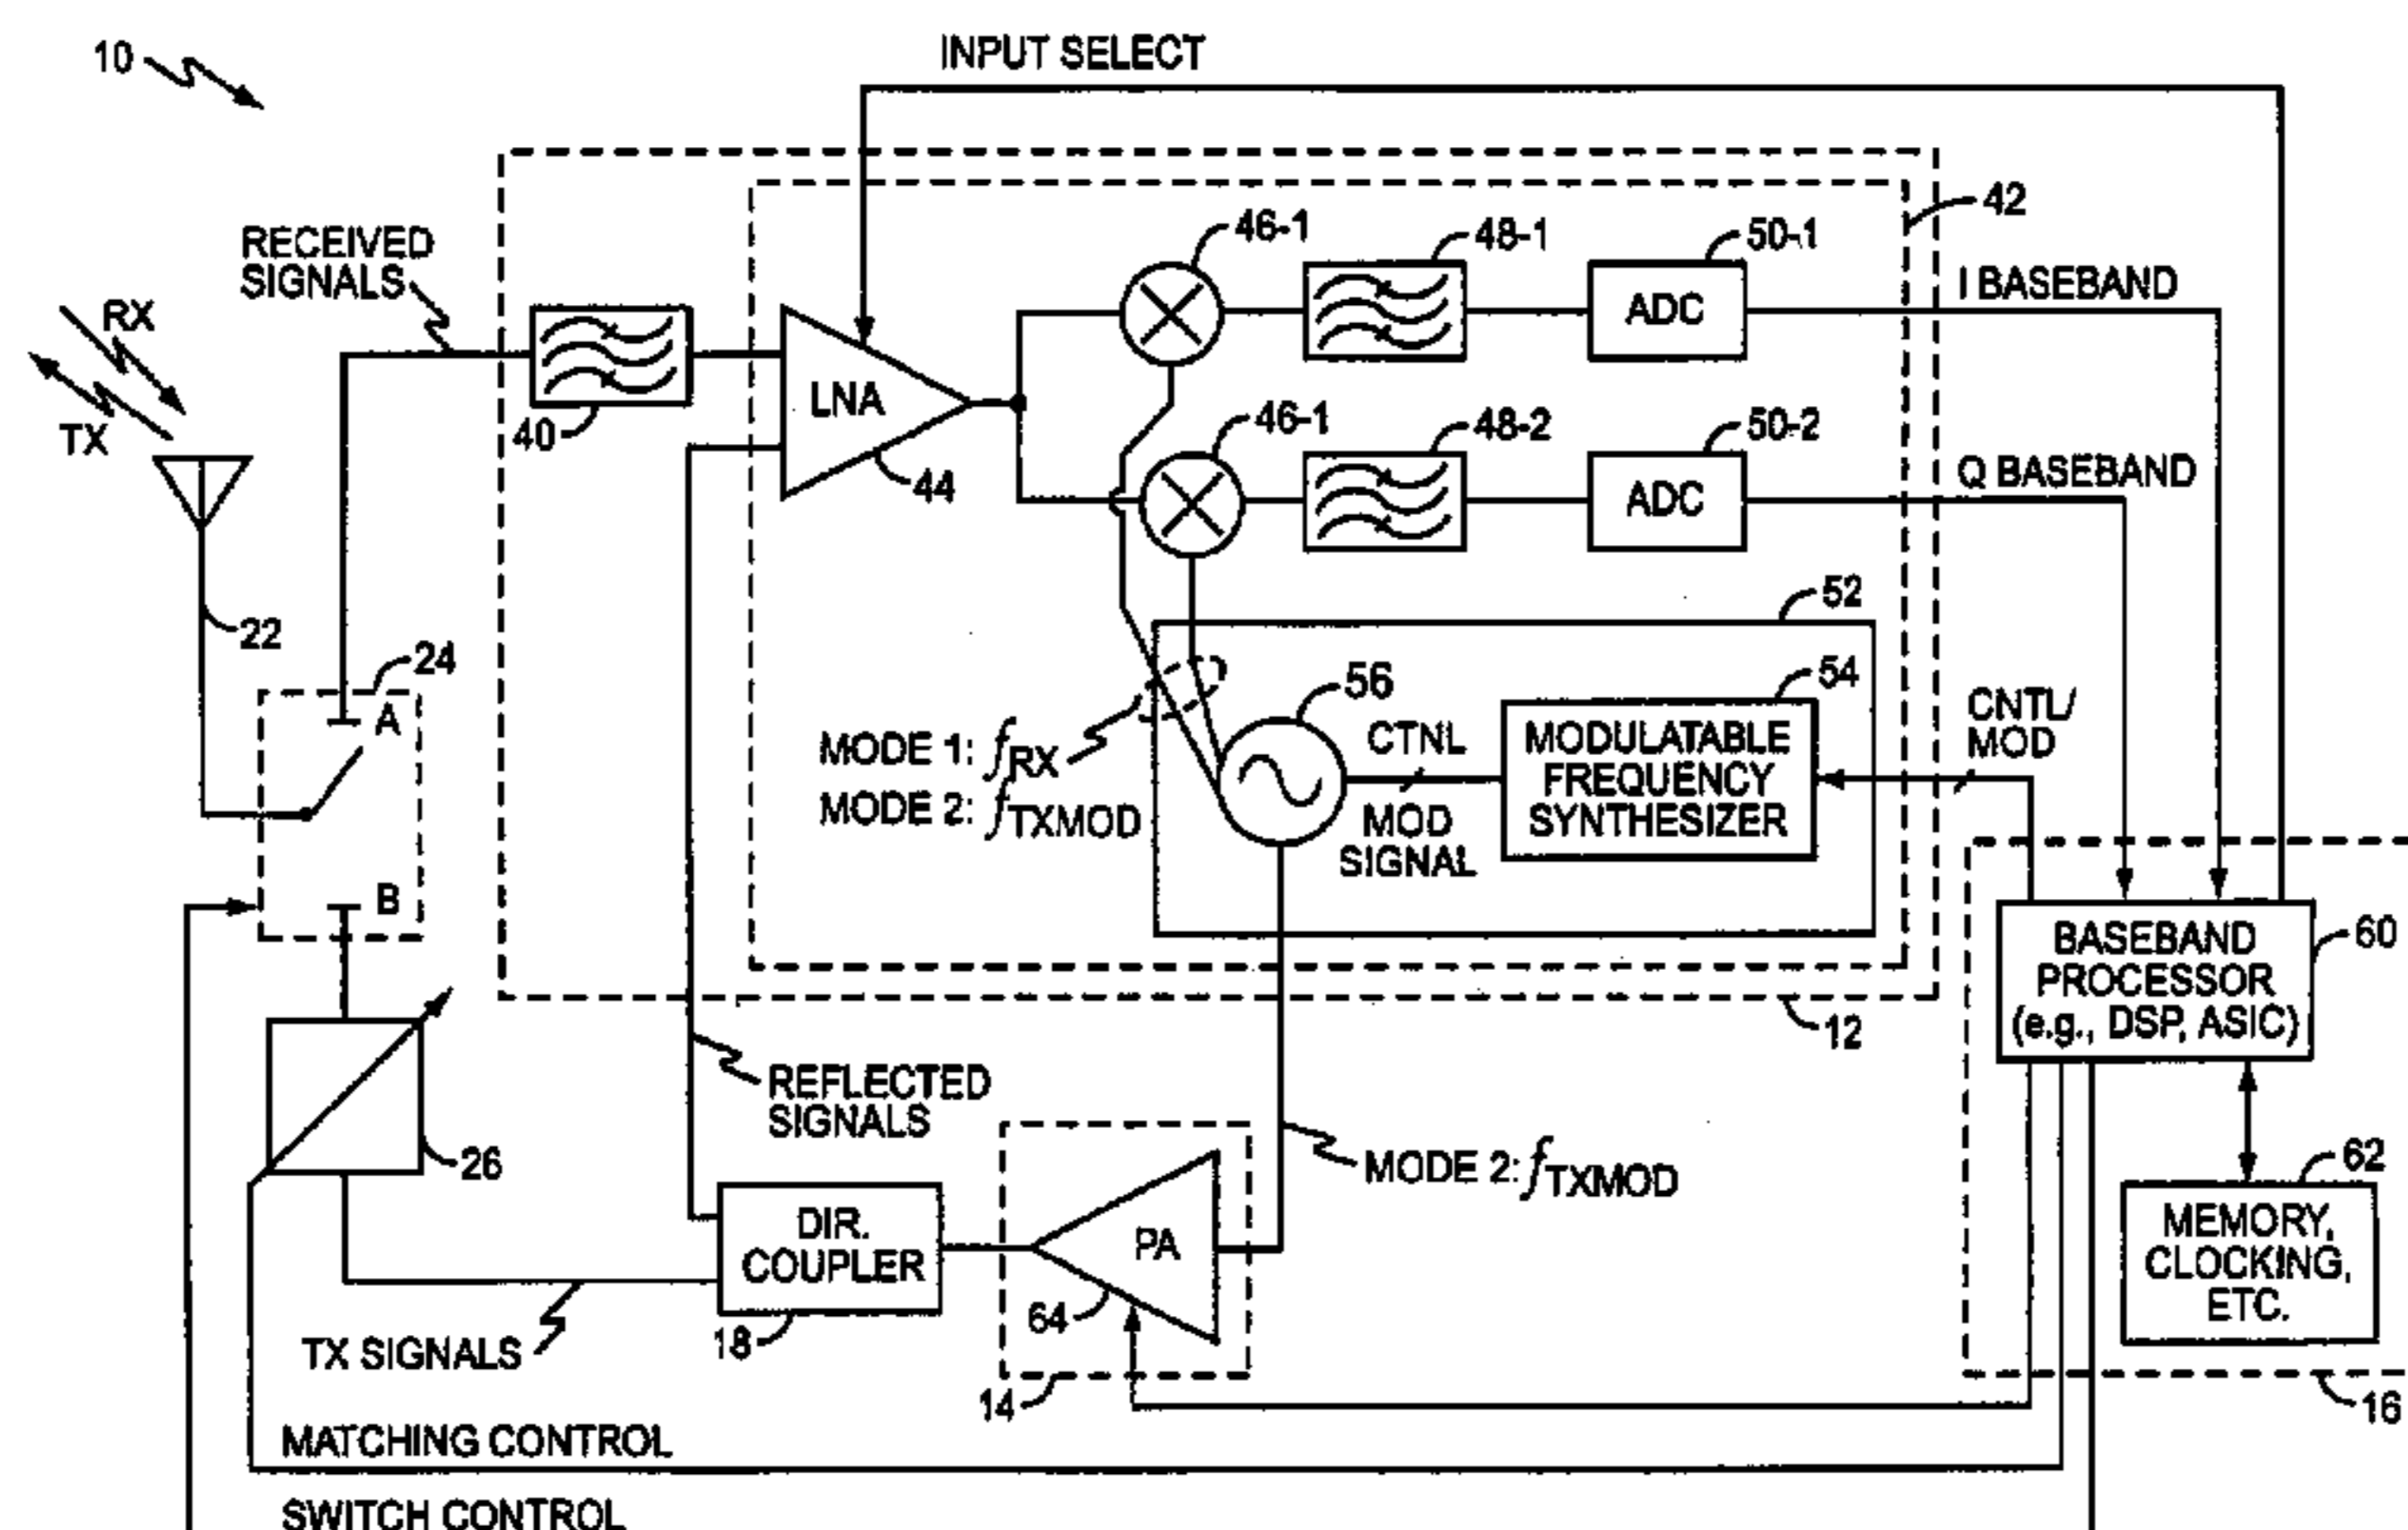 10
INPUT SELECT
42
46-1
48-1
50-1
RECEIVED
SIGNALS
RX
TX
40
LNA
44
ADC
I BASEBAND
46-1
48-2
50-2
ADC
Q BASEBAND
22
24
A
B
52
54
56
MODE 1: fRX
MODE 2: fTXMOD
CTNL
MOD
SIGNAL
MODULATABLE
FREQUENCY
SYNTHESIZER
CNTL/
MOD
12
BASEBAND
PROCESSOR
(e.g., DSP, ASIC)
60
26
REFLECTED
SIGNALS
MODE 2: fTXMOD
62
MEMORY,
CLOCKING,
ETC.
DIR.
COUPLER
18
PA
64
14
16
TX SIGNALS
MATCHING CONTROL
SWITCH CONTROL